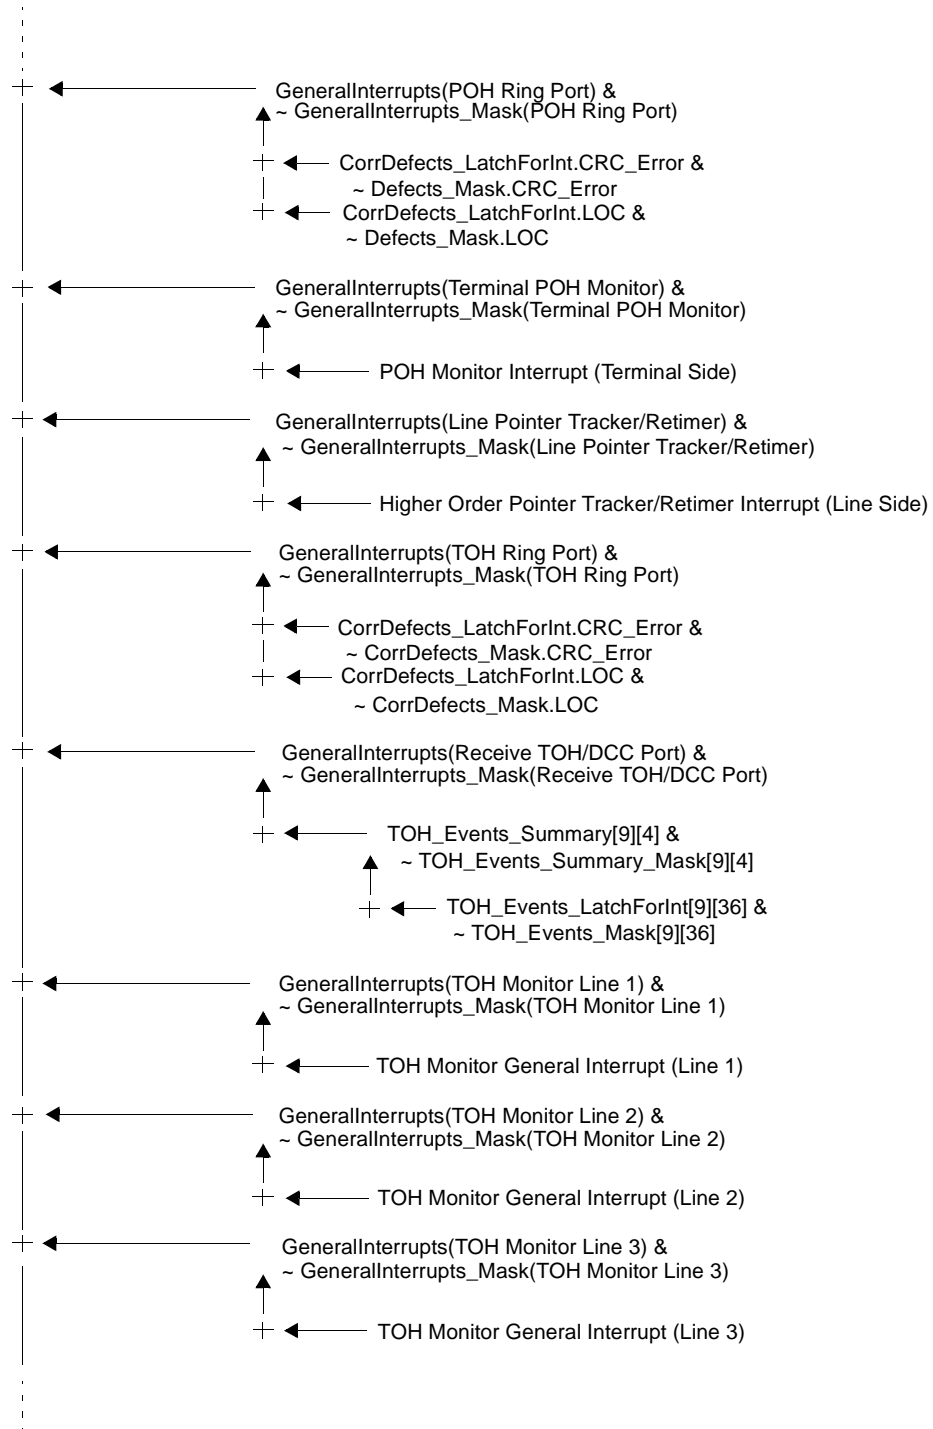 GeneralInterrupts(POH Ring Port) &
~ GeneralInterrupts_Mask(POH Ring Port)
CorrDefects_LatchForInt.CRC_Error &
~ Defects_Mask.CRC_Error
CorrDefects_LatchForInt.LOC &
~ Defects_Mask.LOC
GeneralInterrupts(Terminal POH Monitor) &
~ GeneralInterrupts_Mask(Terminal POH Monitor)
POH Monitor Interrupt (Terminal Side)
GeneralInterrupts(Line Pointer Tracker/Retimer) &
~ GeneralInterrupts_Mask(Line Pointer Tracker/Retimer)
Higher Order Pointer Tracker/Retimer Interrupt (Line Side)
GeneralInterrupts(TOH Ring Port) &
~ GeneralInterrupts_Mask(TOH Ring Port)
CorrDefects_LatchForInt.CRC_Error &
~ CorrDefects_Mask.CRC_Error
CorrDefects_LatchForInt.LOC &
~ CorrDefects_Mask.LOC
GeneralInterrupts(Receive TOH/DCC Port) &
~ GeneralInterrupts_Mask(Receive TOH/DCC Port)
TOH_Events_Summary[9][4] &
~ TOH_Events_Summary_Mask[9][4]
TOH_Events_LatchForInt[9][36] &
~ TOH_Events_Mask[9][36]
GeneralInterrupts(TOH Monitor Line 1) &
~ GeneralInterrupts_Mask(TOH Monitor Line 1)
TOH Monitor General Interrupt (Line 1)
GeneralInterrupts(TOH Monitor Line 2) &
~ GeneralInterrupts_Mask(TOH Monitor Line 2)
TOH Monitor General Interrupt (Line 2)
GeneralInterrupts(TOH Monitor Line 3) &
~ GeneralInterrupts_Mask(TOH Monitor Line 3)
TOH Monitor General Interrupt (Line 3)